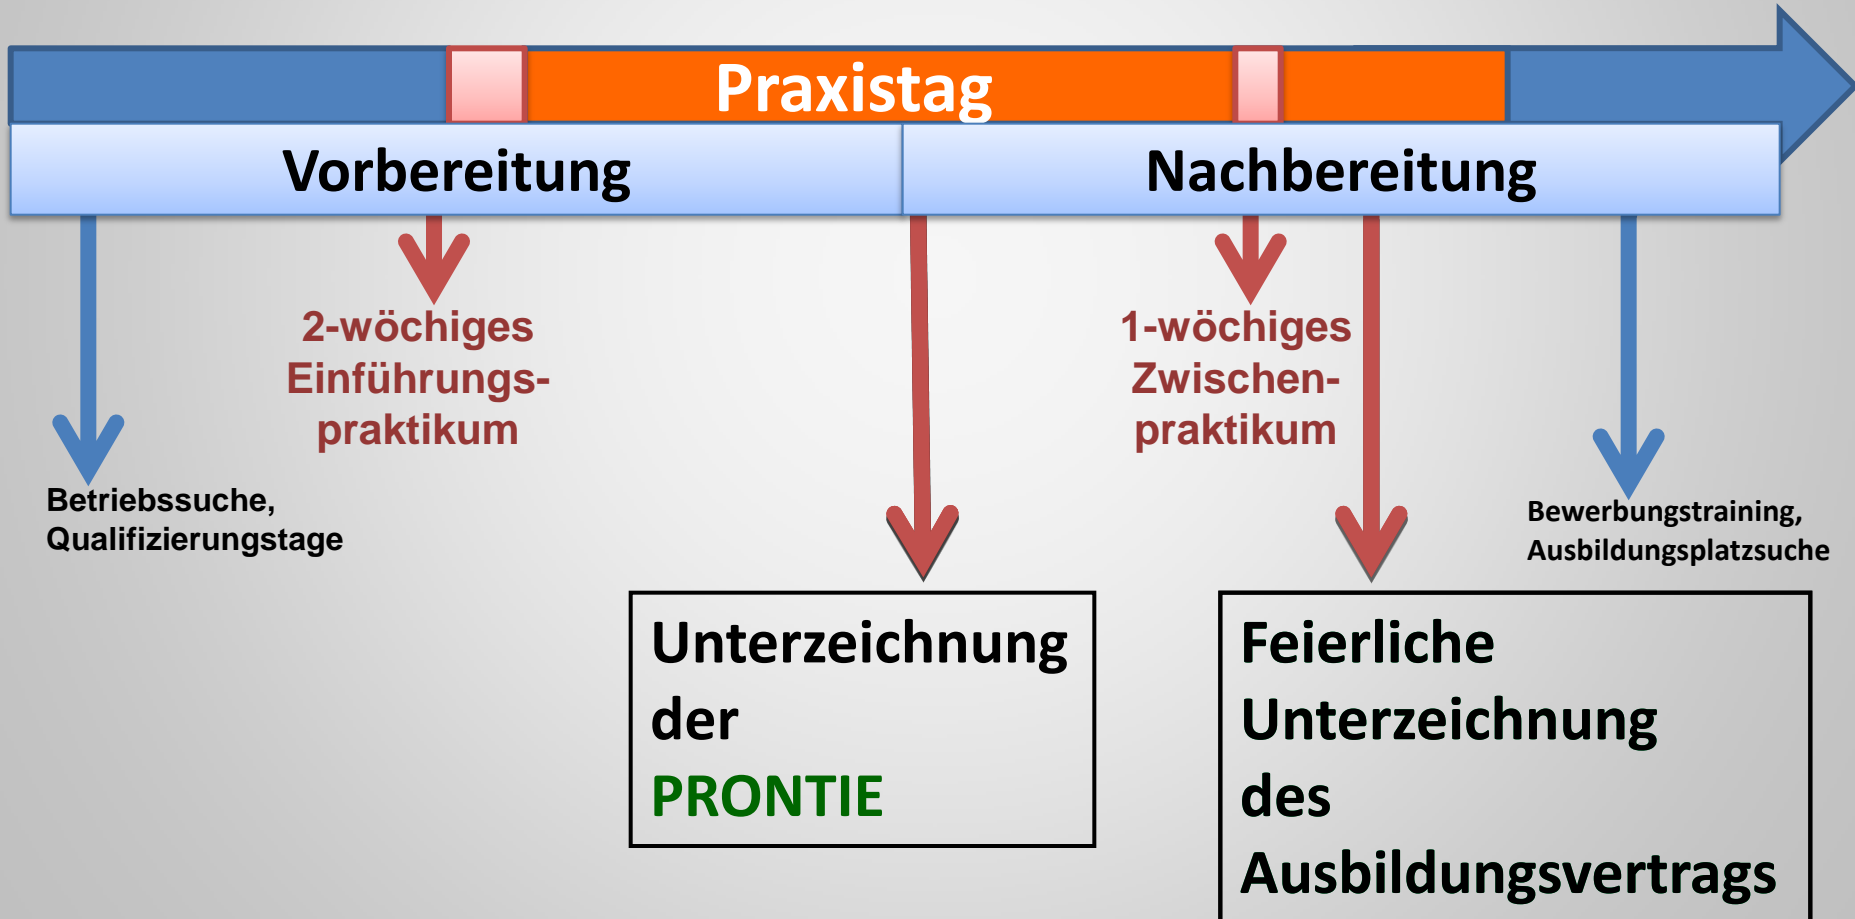 Praxistag
Vorbereitung
Nachbereitung
2-wöchiges
Einführungs-
praktikum
1-wöchiges
Zwischen-
praktikum
Betriebssuche,
Qualifizierungstage
Bewerbungstraining,
Ausbildungsplatzsuche
Unterzeichnung
der
PRONTIE
Feierliche
Unterzeichnung
des
Ausbildungsvertrags